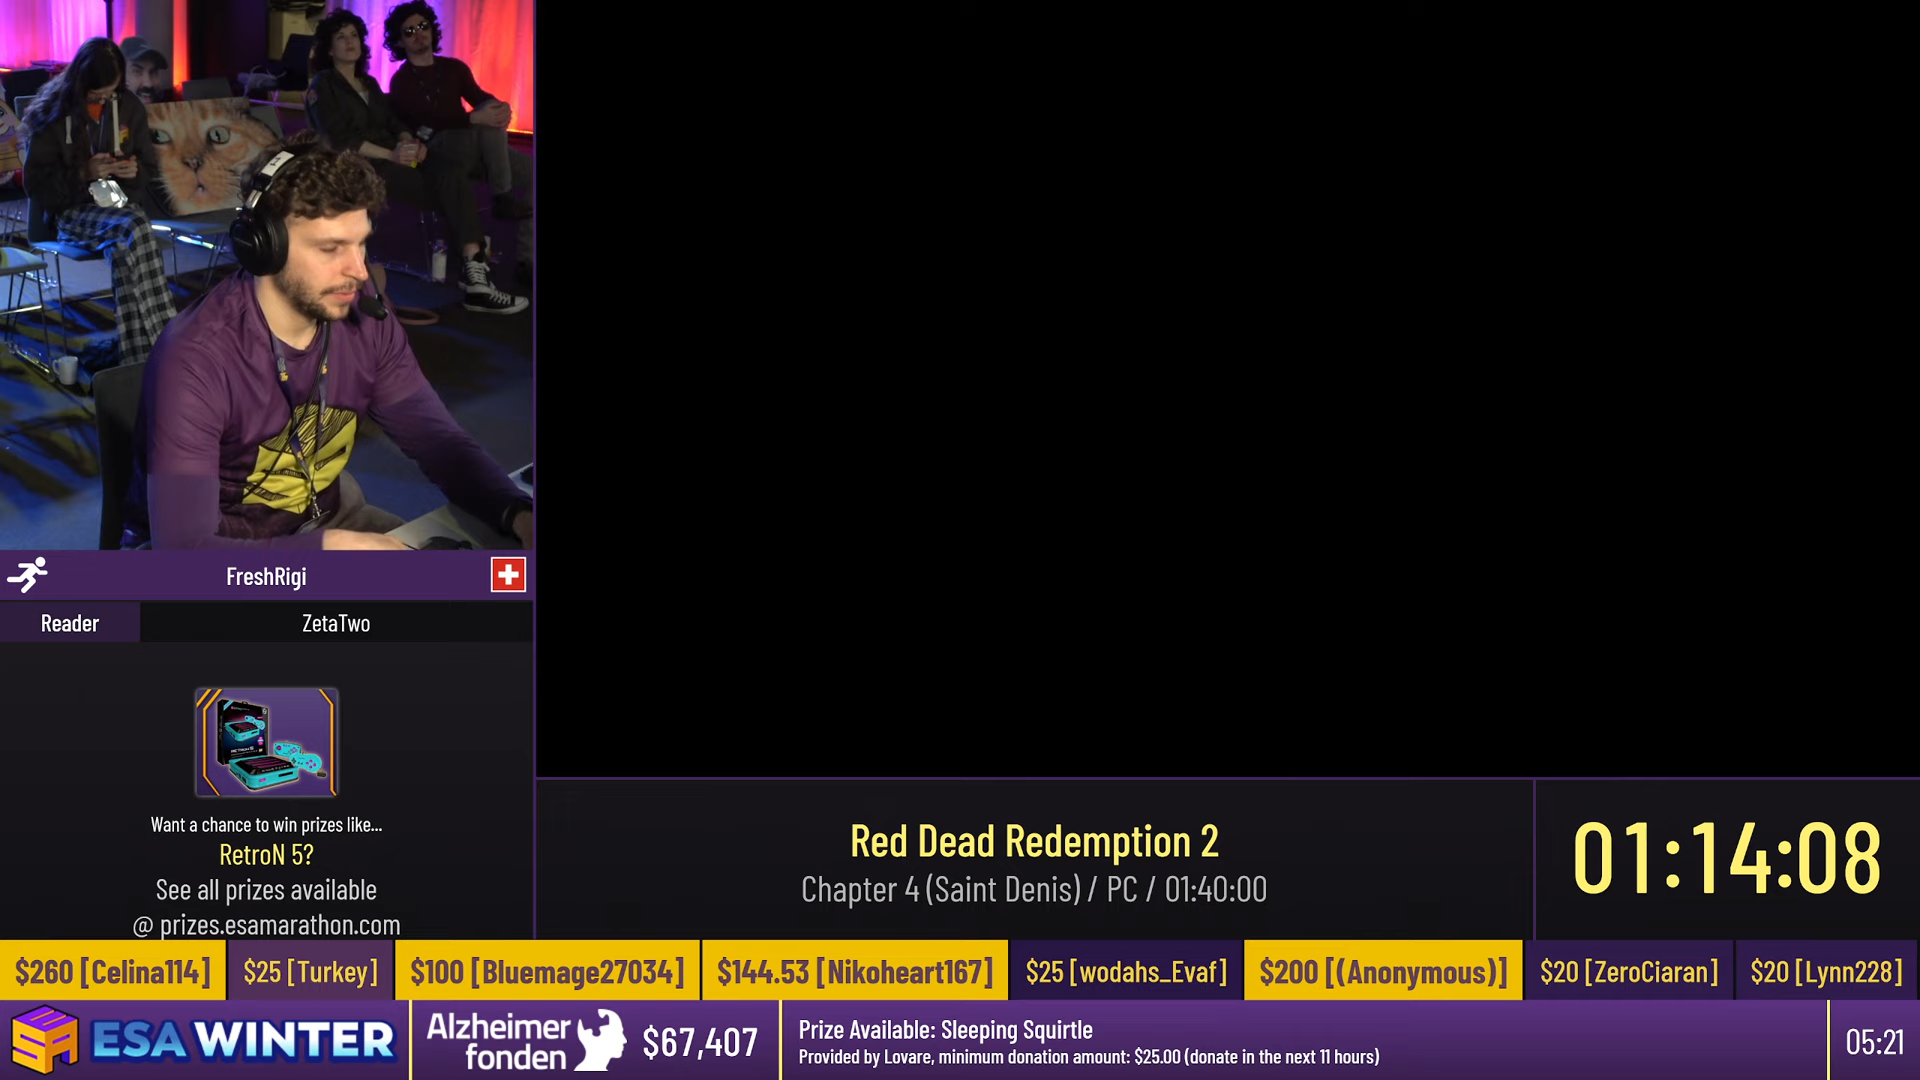 FreshRigi
Reader
ZetaTwo
Want a chance to win prizes like...
RetroN 5?
See all prizes available
@ prizes.esamarathon.com
Red Dead Redemption 2
Chapter 4 (Saint Denis) / PC / 01:40:00
01:14:08
$260 [Celina114]
$25 [Turkey]
$100 [Bluemage27034]
$144.53 [Nikoheart167]
$25 [wodahs_Evaf]
$200 [(Anonymous)]
$20 [ZeroCiaran]
$20 [Lynn228]
ESA WINTER
Alzheimer
fonden
$67,407
Prize Available: Sleeping Squirtle
Provided by Lovare, minimum donation amount: $25.00 (donate in the next 11 hours)
05:21